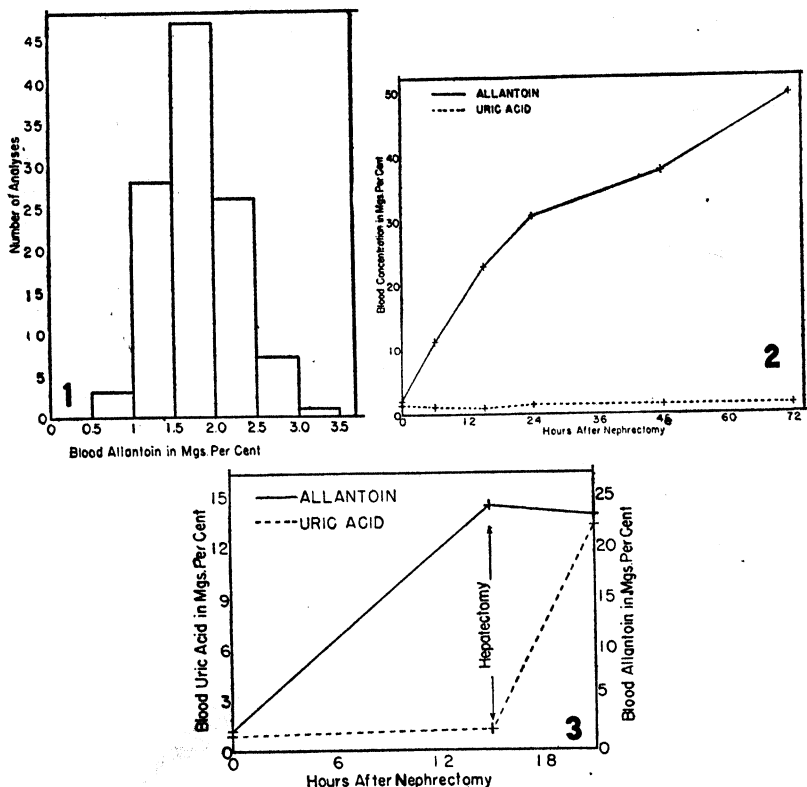 Number of Analyses
45
40
35
30
25
20
15
10
5
0
0 0.5 1.0 1.5 2.0 2.5 3.0 3.5
Blood Allantoin in Mgs. Per Cent
1
ALLANTOIN
URIC ACID
Blood Concentration in Mgs. Per Cent
50
40
30
20
10
0
0 12 24 36 48 60 72
Hours After Nephrectomy
2
ALLANTOIN
URIC ACID
Blood Uric Acid in Mgs. Per Cent
15
12
9
6
3
0
Hepatectomy
Blood Allantoin in Mgs. Per Cent
25
20
15
10
5
0
0 6 12 18
Hours After Nephrectomy
3